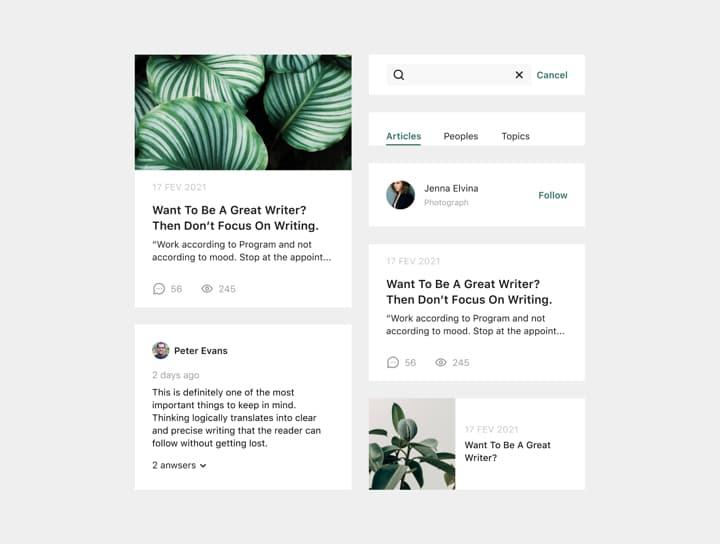 17 FEV 2021
Want To Be A Great Writer?
Then Don't Focus On Writing.
“Work according to Program and not
according to mood. Stop at the appoint...
56 245
Peter Evans
2 days ago
This is definitely one of the most
important things to keep in mind.
Thinking logically translates into clear
and precise writing that the reader can
follow without getting lost.
2 anwsers
Cancel
Articles Peoples Topics
Jenna Elvina
Photograph
Follow
17 FEV 2021
Want To Be A Great Writer?
Then Don't Focus On Writing.
“Work according to Program and not
according to mood. Stop at the appoint...
56 245
17 FEV 2021
Want To Be A Great
Writer?